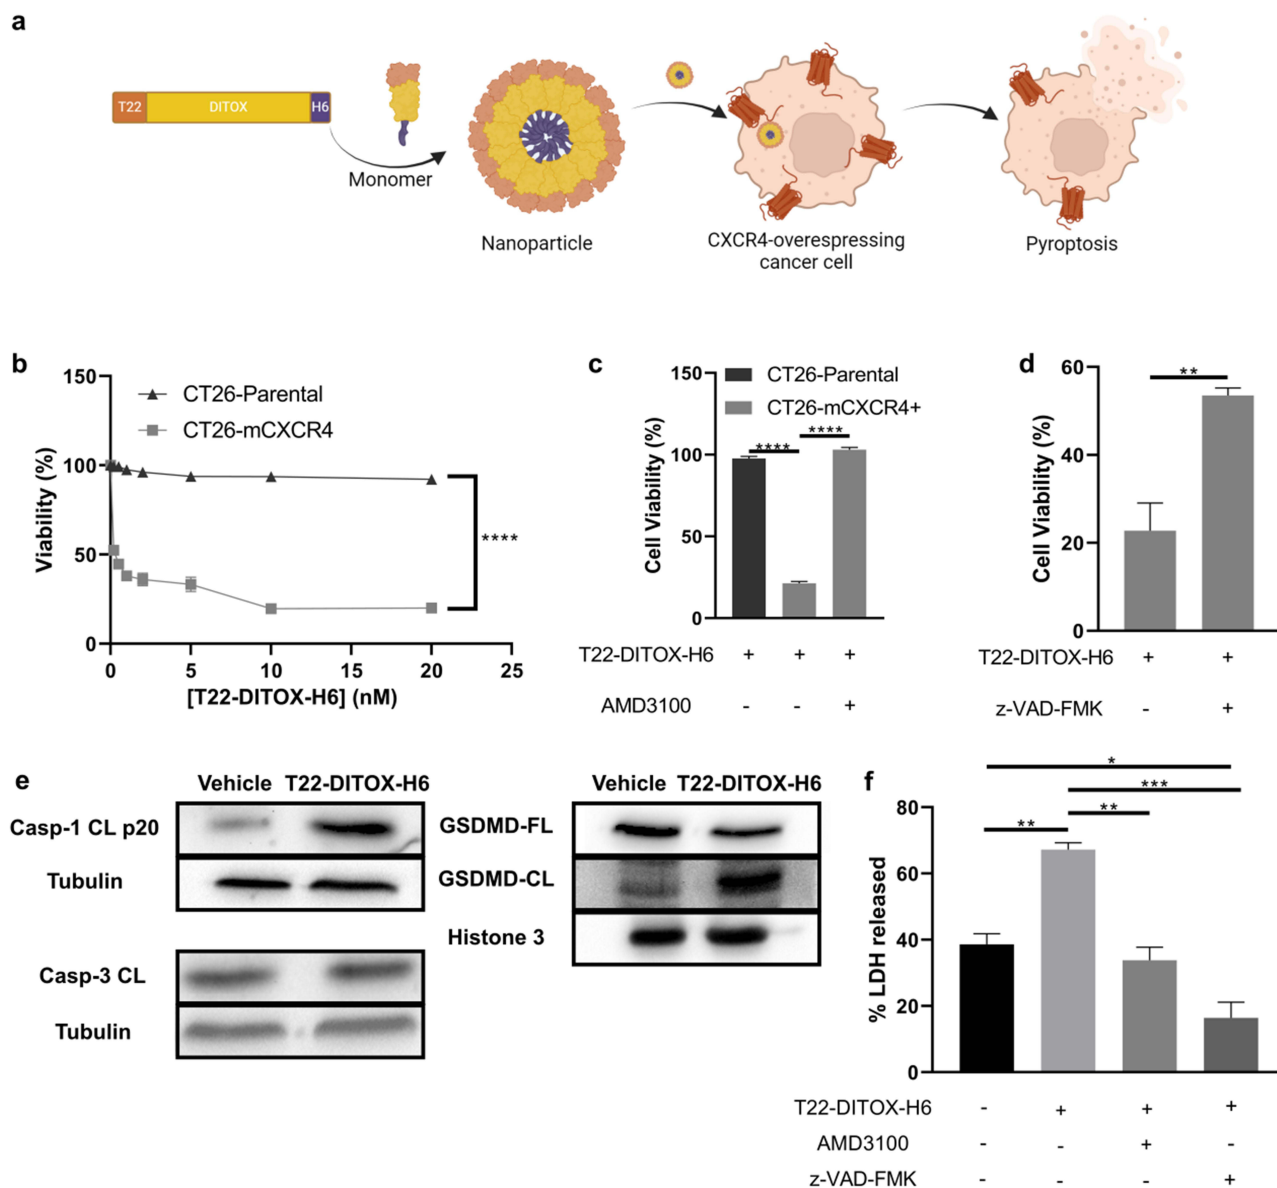 a
T22 DITOX H6
Monomer
Nanoparticle
CXCR4-overespressing
cancer cell
Pyroptosis
b
150
100
50
0
Viability (%)
CT26-Parental
CT26-mCXCR4
****
0 5 10 15 20 25
[T22-DITOX-H6] (nM)
c
150
100
50
0
Cell Viability (%)
CT26-Parental
CT26-mCXCR4+
**** ****
T22-DITOX-H6 + + +
AMD3100 - - +
d
60
40
20
0
Cell Viability (%)
**
T22-DITOX-H6 + +
z-VAD-FMK - +
e
Vehicle T22-DITOX-H6
Casp-1 CL p20
Tubulin
Casp-3 CL
Tubulin
Vehicle T22-DITOX-H6
GSDMD-FL
GSDMD-CL
Histone 3
f
80
60
40
20
0
% LDH released
*
***
**
**
T22-DITOX-H6 - + + +
AMD3100 - - + -
z-VAD-FMK - - - +